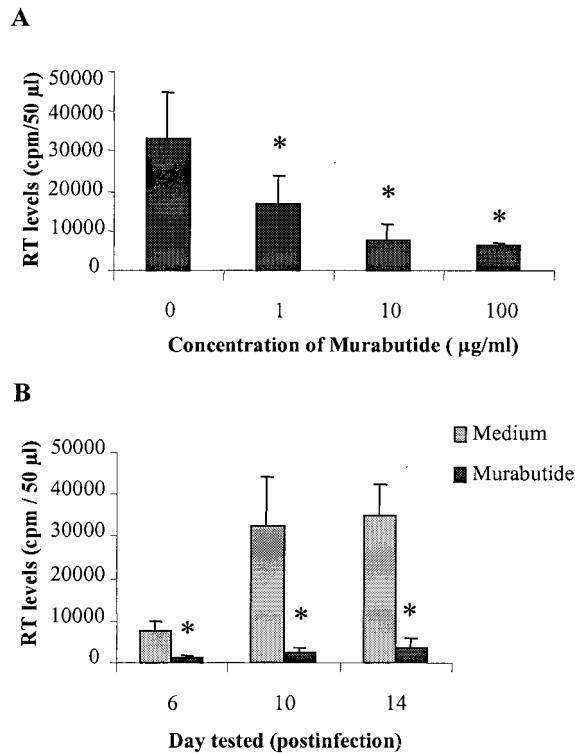 A
RT levels (cpm/50 µl)
50000
40000
30000
20000
10000
0
*
*
*
0 1 10 100
Concentration of Murabutide ( µg/ml)
B
RT levels (cpm / 50 µl)
50000
40000
30000
20000
10000
0
Medium
Murabutide
*
*
*
6 10 14
Day tested (postinfection)